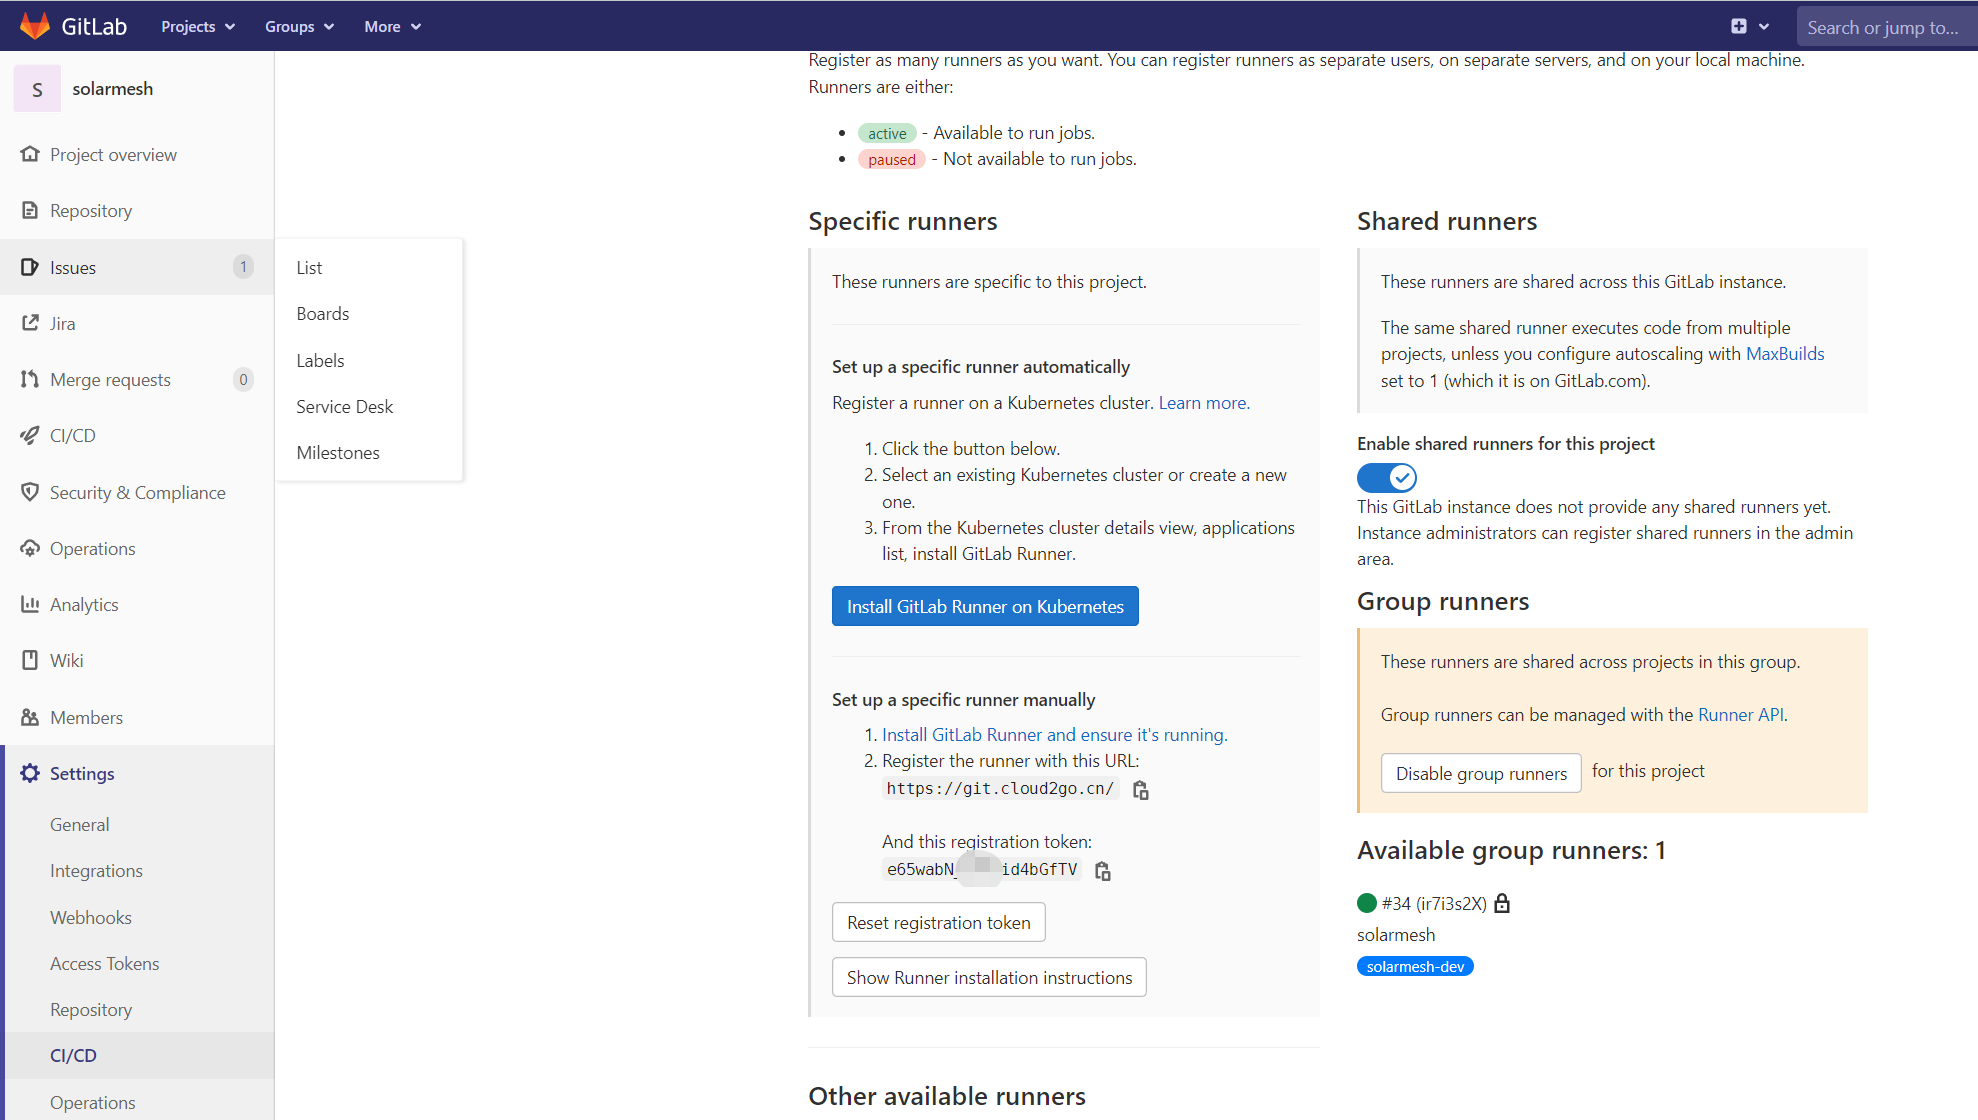 GitLab Projects Groups More Search or jump to...
S solarmesh
Project overview
Repository
Issues 1
Jira
Merge requests 0
CI/CD
Security & Compliance
Operations
Analytics
Wiki
Members
Settings
General
Integrations
Webhooks
Access Tokens
Repository
CI/CD
Operations
List
Boards
Labels
Service Desk
Milestones
Register as many runners as you want. You can register runners as separate users, on separate servers, and on your local machine.
Runners are either:
active - Available to run jobs.
paused - Not available to run jobs.
Specific runners
These runners are specific to this project.
Set up a specific runner automatically
Register a runner on a Kubernetes cluster. Learn more.
1. Click the button below.
2. Select an existing Kubernetes cluster or create a new
one.
3. From the Kubernetes cluster details view, applications
list, install GitLab Runner.
Install GitLab Runner on Kubernetes
Set up a specific runner manually
1. Install GitLab Runner and ensure it's running.
2. Register the runner with this URL:
https://git.cloud2go.cn/
And this registration token:
e65wabN_ id4bGfTV
Reset registration token
Show Runner installation instructions
Other available runners
Shared runners
These runners are shared across this GitLab instance.
The same shared runner executes code from multiple
projects, unless you configure autoscaling with MaxBuilds
set to 1 (which it is on GitLab.com).
Enable shared runners for this project
This GitLab instance does not provide any shared runners yet.
Instance administrators can register shared runners in the admin
area.
Group runners
These runners are shared across projects in this group.
Group runners can be managed with the Runner API.
Disable group runners for this project
Available group runners: 1
#34 (ir7i3s2X)
solarmesh
solarmesh-dev